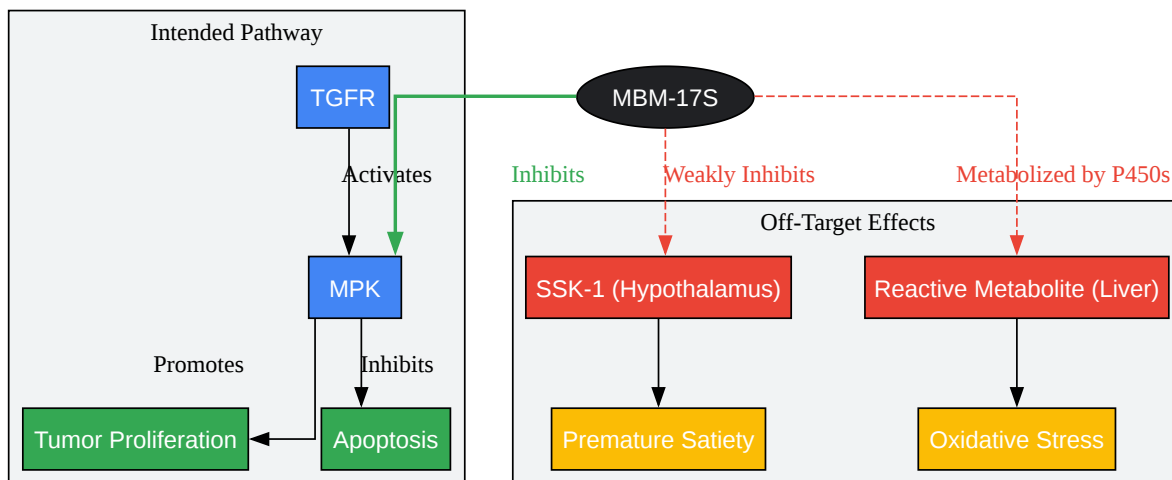 Intended Pathway
TGFR
MBM-17S
Activates
Inhibits
Weakly Inhibits
Metabolized by P450s
Off-Target Effects
MPK
SSK-1 (Hypothalamus)
Reactive Metabolite (Liver)
Promotes
Inhibits
Tumor Proliferation
Apoptosis
Premature Satiety
Oxidative Stress